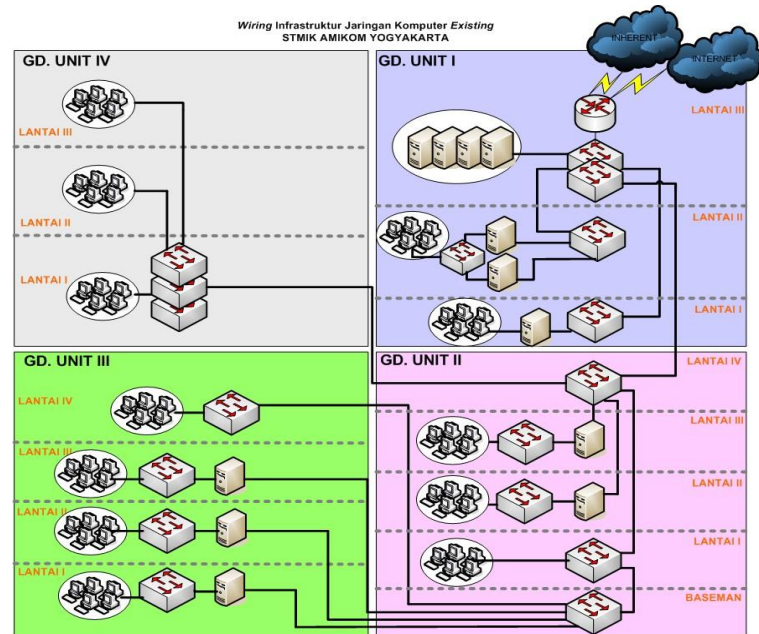 Wiring Infrastruktur Jaringan Komputer Existing
STMIK AMIKOM YOGYAKARTA
GD. UNIT IV
LANTAI III
LANTAI II
LANTAI I
GD. UNIT I
INHERENT
INTERNET
LANTAI III
LANTAI II
LANTAI I
GD. UNIT III
LANTAI IV
LANTAI III
LANTAI II
LANTAI I
GD. UNIT II
LANTAI IV
LANTAI III
LANTAI II
LANTAI I
BASEMAN